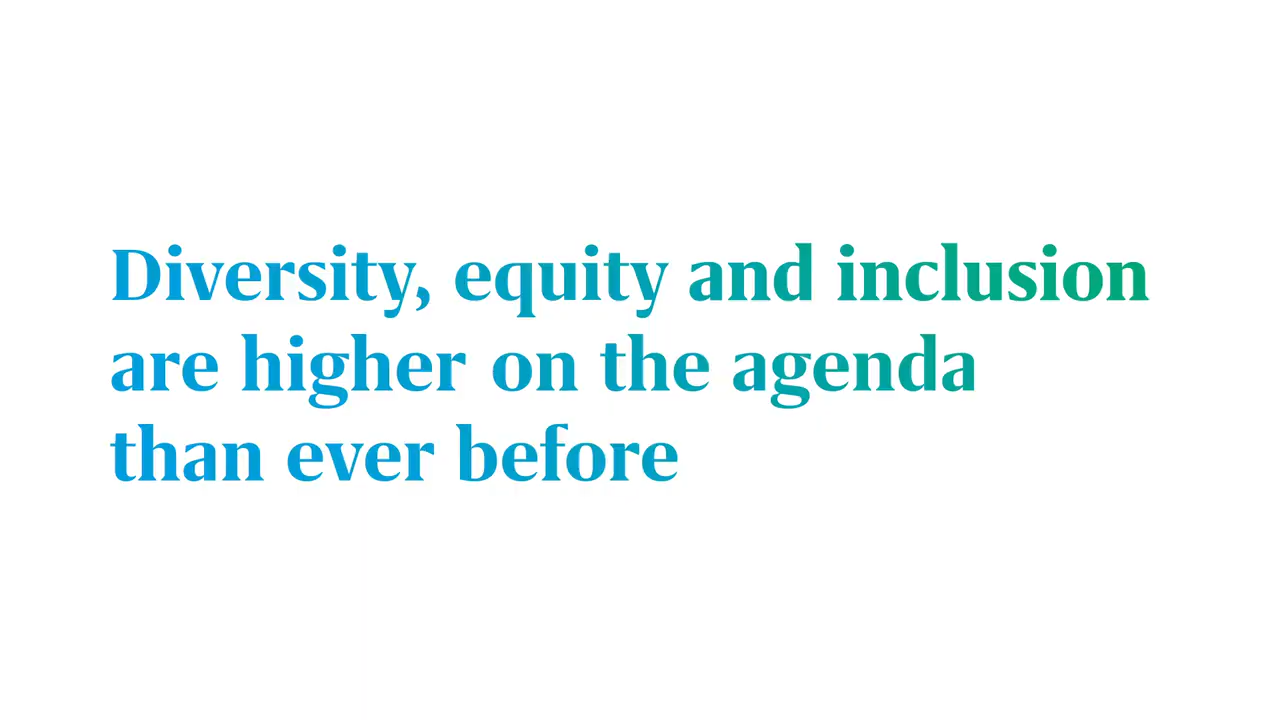 Diversity, equity and inclusion
are higher on the agenda
than ever before